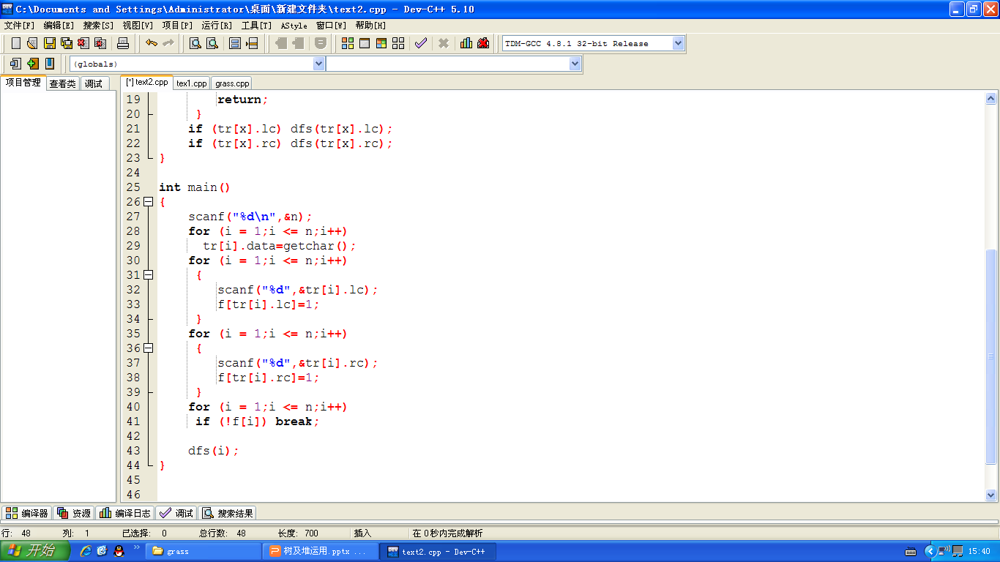 C:\Documents and Settings\Administrator\桌面\新建文件夹\text2.cpp - Dev-C++ 5.10
文件[F] 编辑[E] 搜索[S] 视图[V] 项目[P] 运行[R] 工具[T] AStyle 窗口[W] 帮助[H]
TDM-GCC 4.8.1 32-bit Release
(globals)
项目管理 查看类 调试 [*] text2.cpp tex1.cpp grass.cpp
19 return;
20 }
21 if (tr[x].lc) dfs(tr[x].lc);
22 if (tr[x].rc) dfs(tr[x].rc);
23 }
24
25 int main()
26 {
27 scanf("%d\n",&n);
28 for (i = 1;i <= n;i++)
29 tr[i].data=getchar();
30 for (i = 1;i <= n;i++)
31 {
32 scanf("%d",&tr[i].lc);
33 f[tr[i].lc]=1;
34 }
35 for (i = 1;i <= n;i++)
36 {
37 scanf("%d",&tr[i].rc);
38 f[tr[i].rc]=1;
39 }
40 for (i = 1;i <= n;i++)
41 if (!f[i]) break;
42
43 dfs(i);
44 }
45
46
编译器 资源 编译日志 调试 搜索结果
行: 48 列: 1 已选择: 0 总行数: 48 长度: 700 插入 在 0 秒内完成解析
开始 grass 树及堆运用.pptx ... text2.cpp - Dev-C++ 15:40